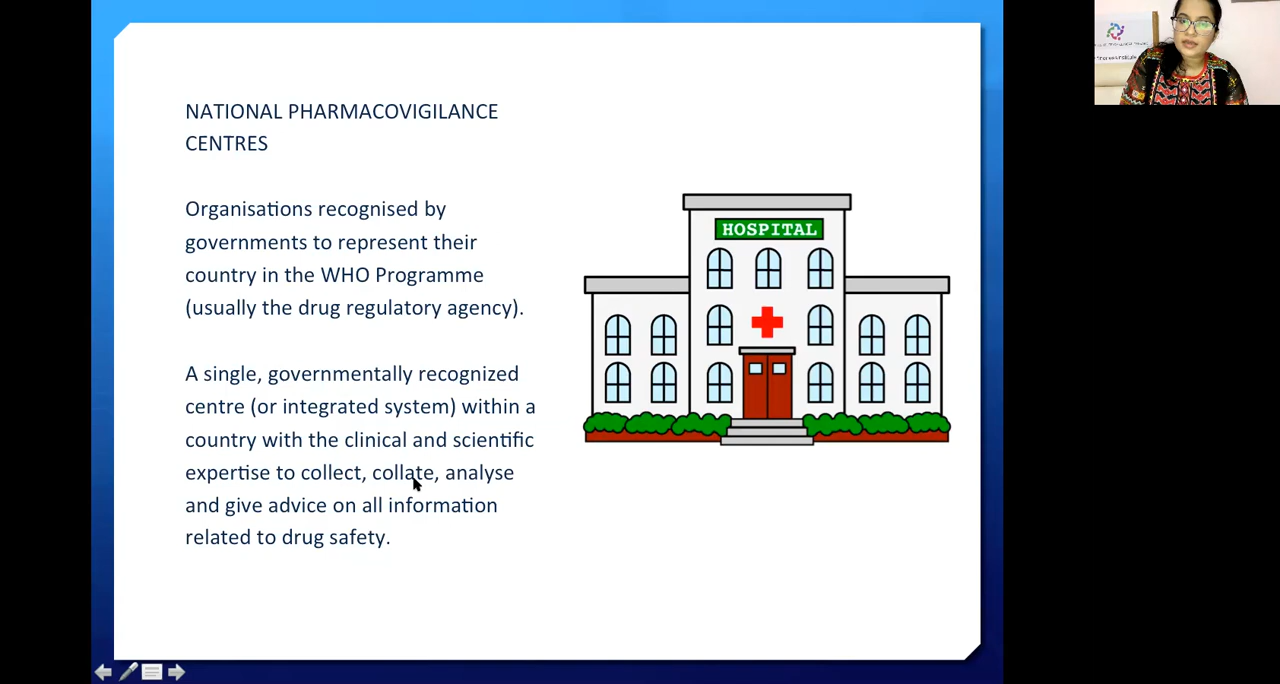 NATIONAL PHARMACOVIGILANCE
CENTRES
Organisations recognised by
governments to represent their
country in the WHO Programme
(usually the drug regulatory agency).
A single, governmentally recognized
centre (or integrated system) within a
country with the clinical and scientific
expertise to collect, collate, analyse
and give advice on all information
related to drug safety.
HOSPITAL